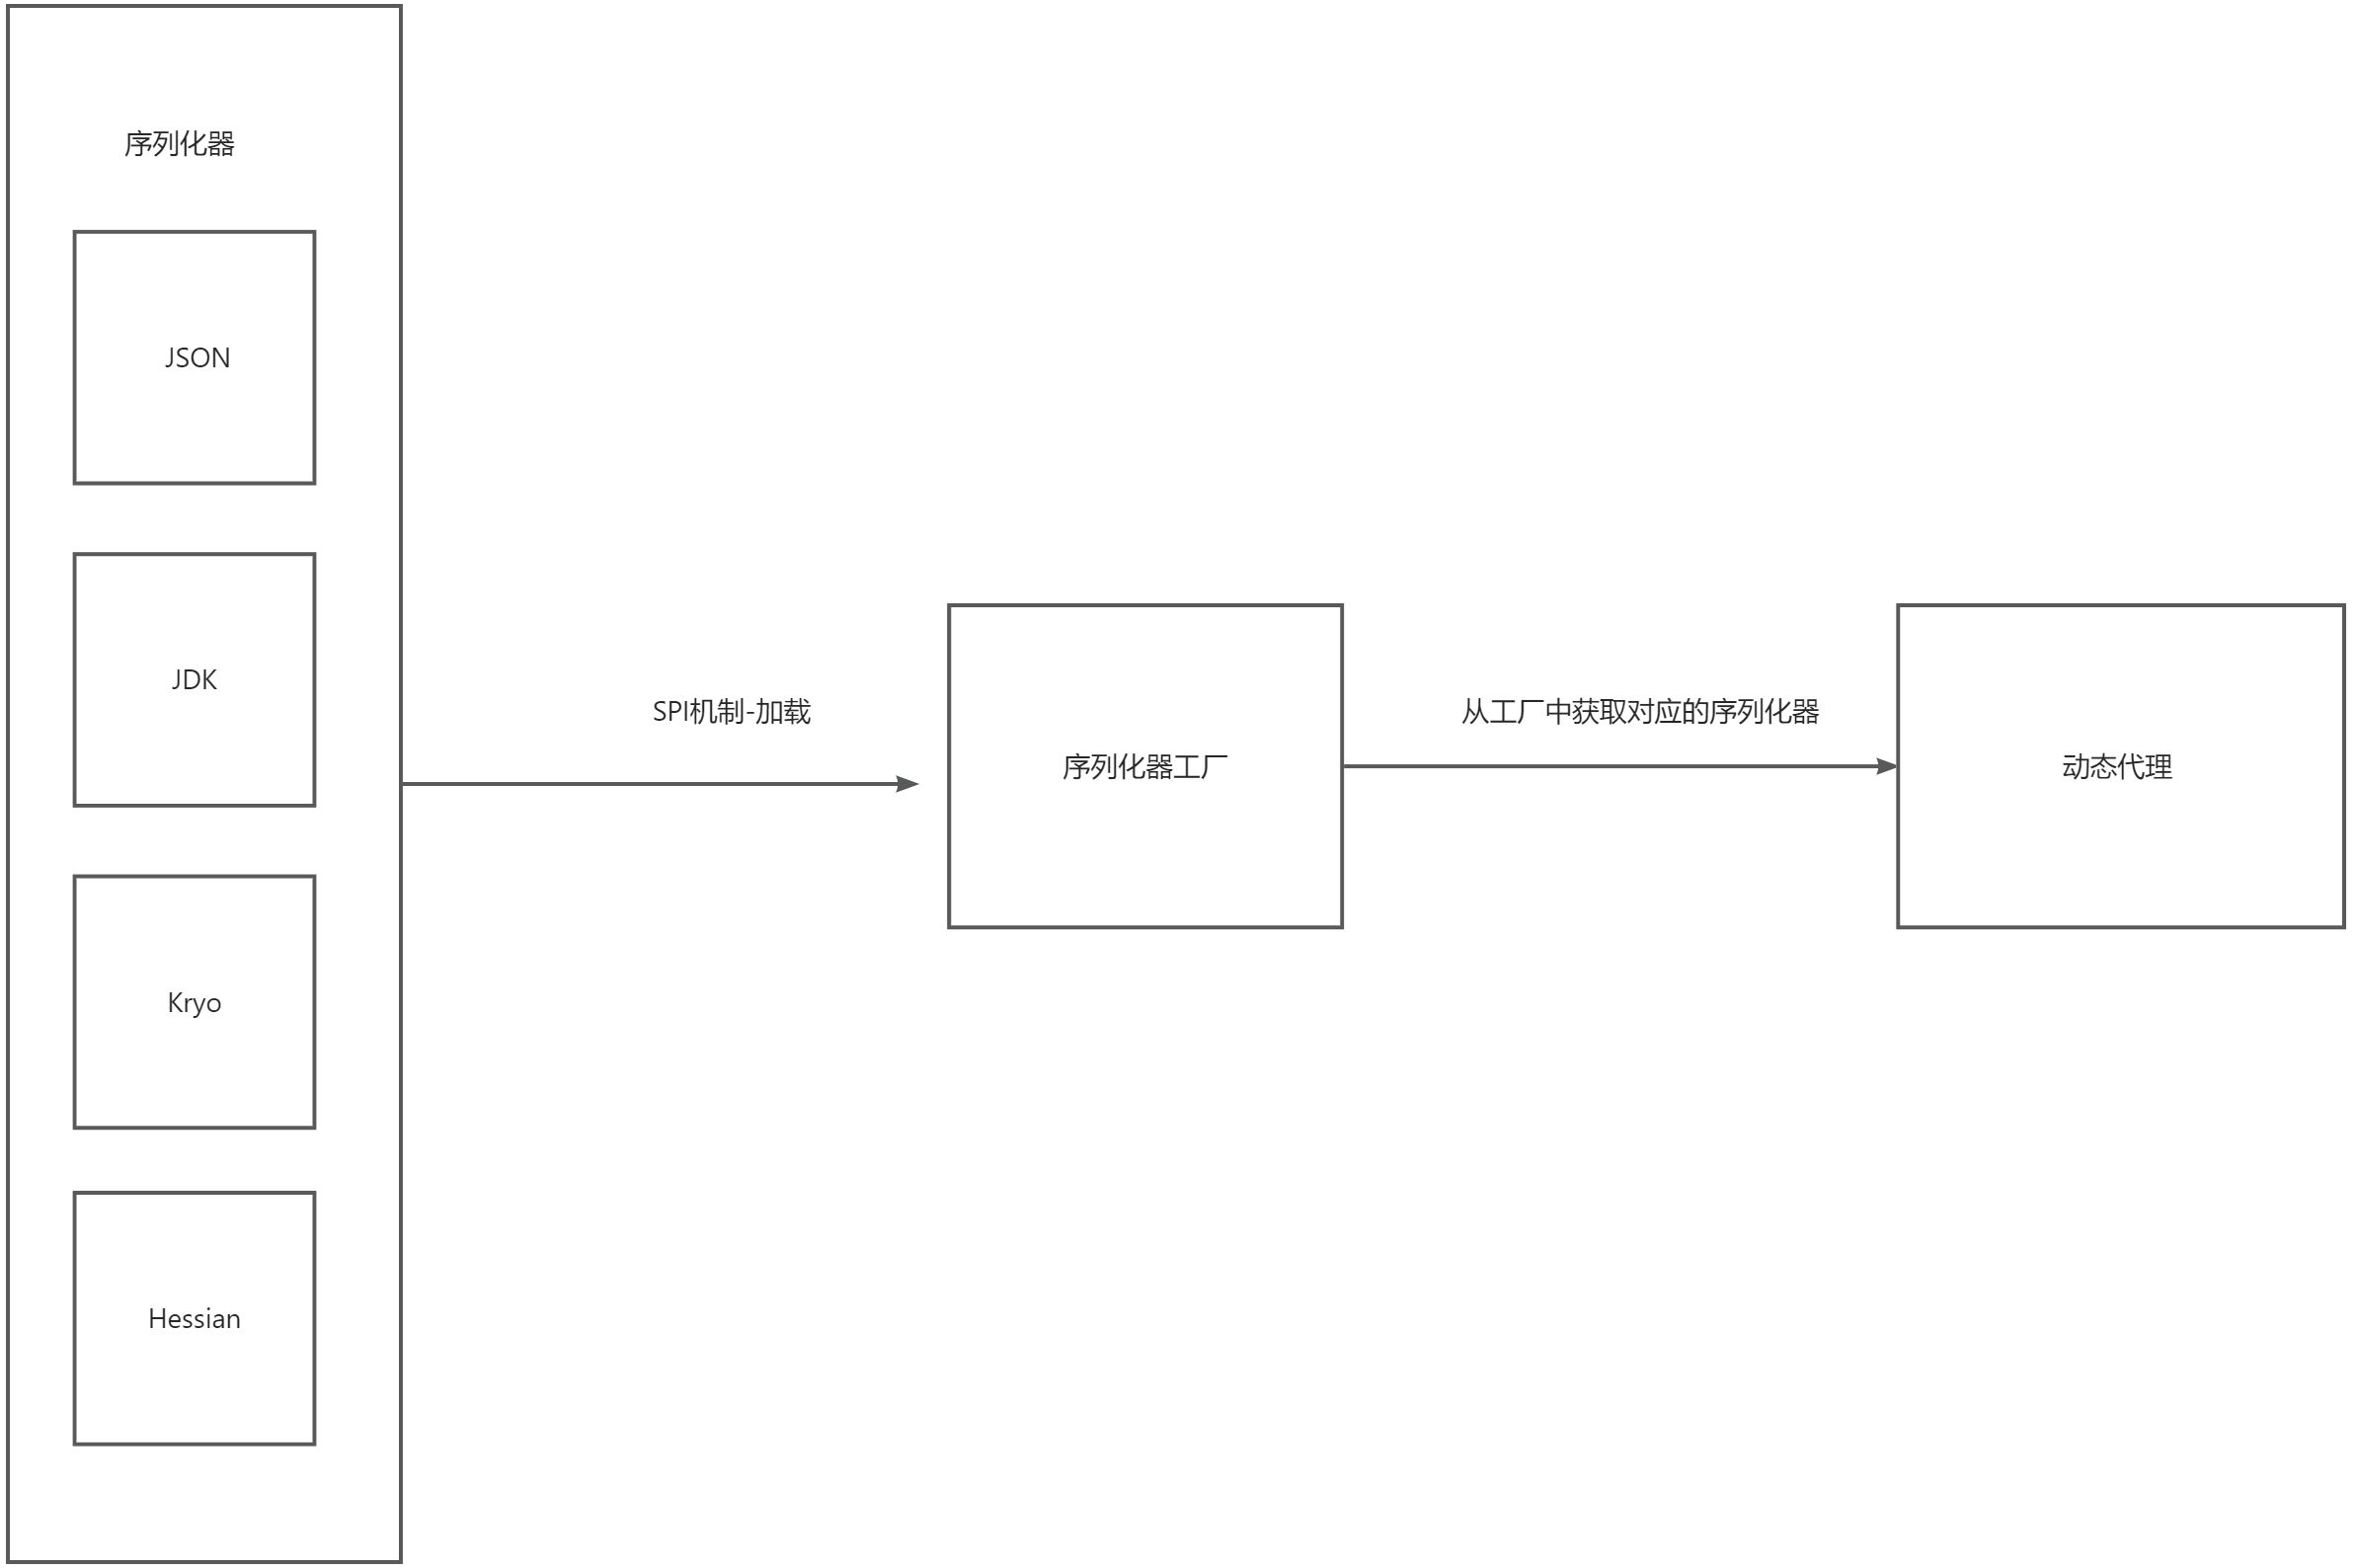 序列化器
JSON
JDK
Kryo
Hessian
SPI机制-加载
序列化器工厂
从工厂中获取对应的序列化器
动态代理